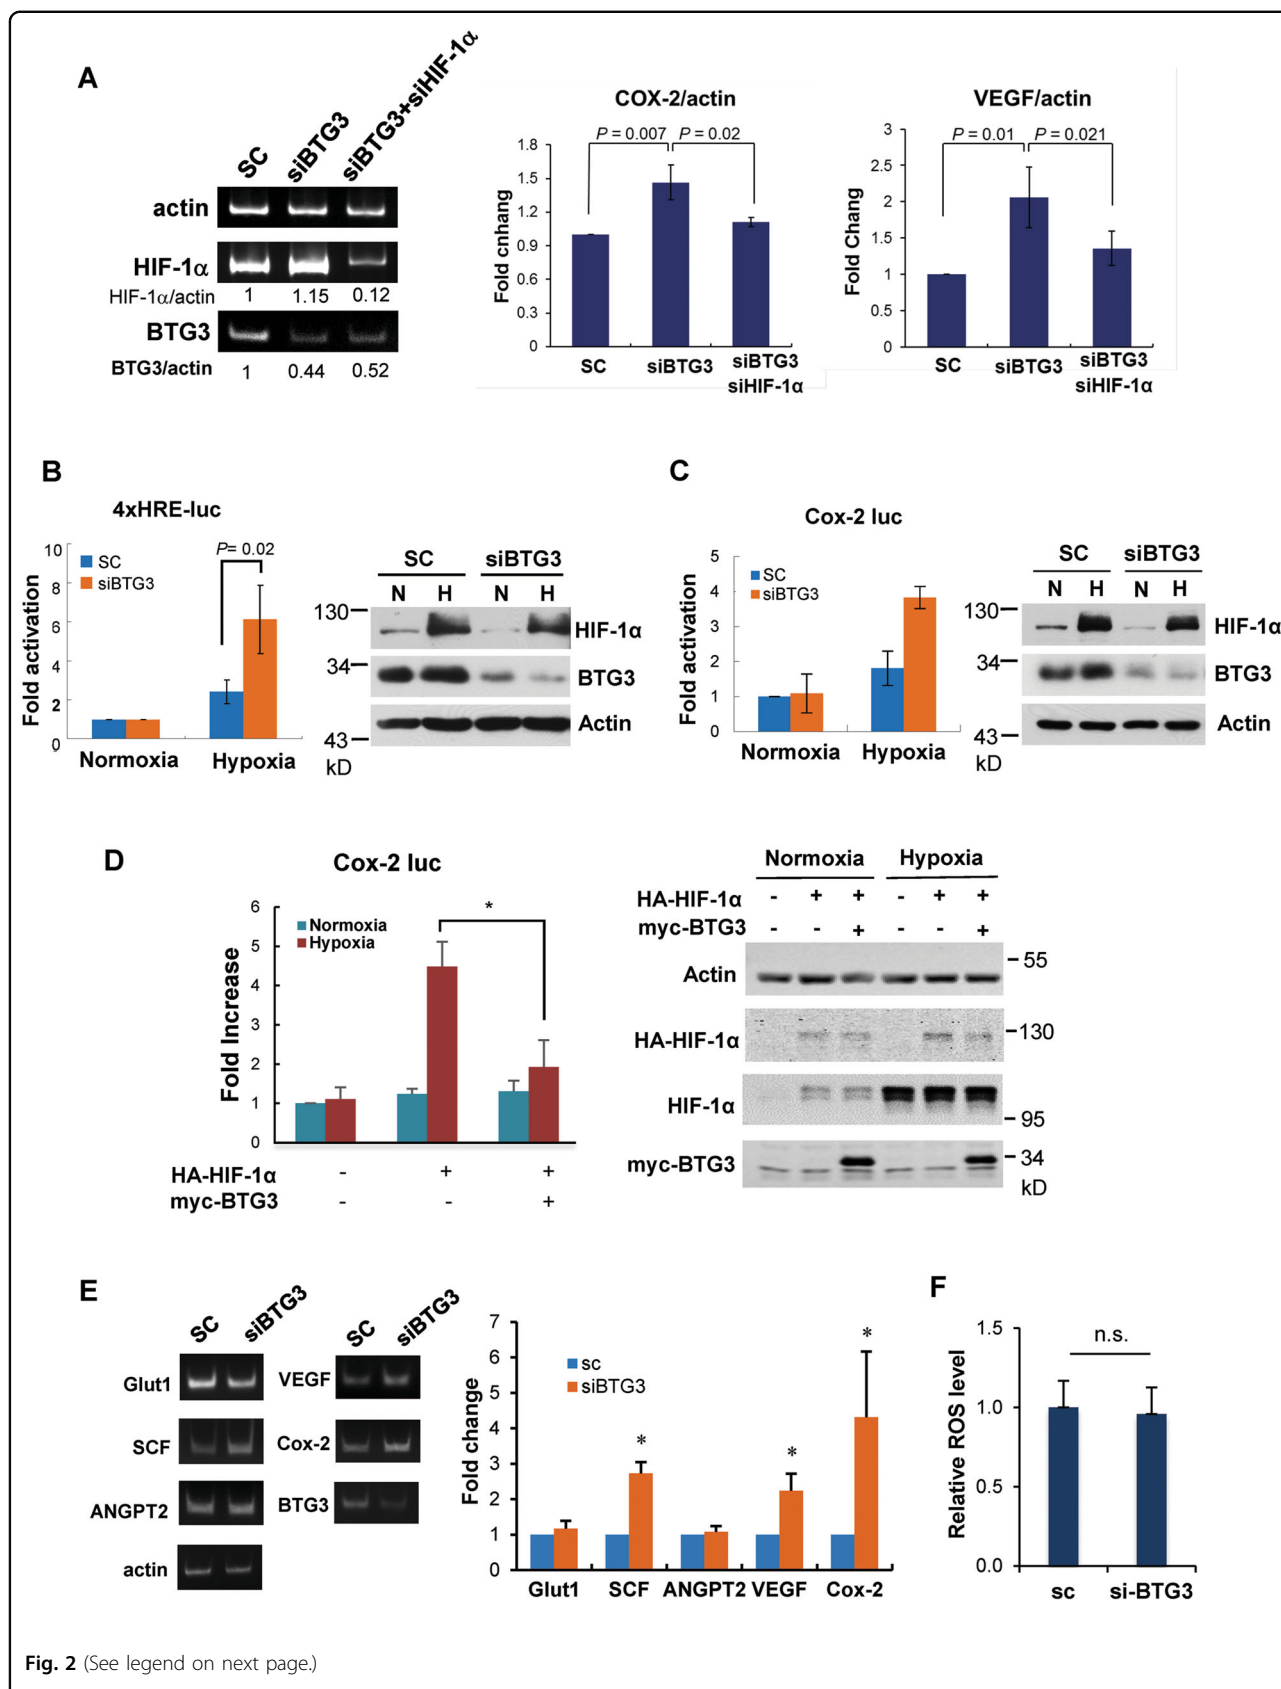 A
SC
siBTG3
siBTG3+siHIF-1α
actin
HIF-1α
HIF-1α/actin 1 1.15 0.12
BTG3
BTG3/actin 1 0.44 0.52
COX-2/actin
P = 0.007 P = 0.02
Fold cnhang
1.8
1.5
1.2
0.9
0.6
0.3
0
SC siBTG3 siBTG3
siHIF-1α
VEGF/actin
P = 0.01 P = 0.021
Fold Chang
3
2.5
2
1.5
1
0.5
0
SC siBTG3 siBTG3
siHIF-1α
B
4xHRE-luc
P= 0.02
SC
siBTG3
Fold activation
10
8
6
4
2
0
Normoxia Hypoxia
SC siBTG3
N H N H
130
HIF-1α
34
BTG3
Actin
43
kD
C
Cox-2 luc
SC
siBTG3
Fold activation
5
4
3
2
1
0
Normoxia Hypoxia
SC siBTG3
N H N H
130
HIF-1α
34
BTG3
Actin
43
kD
D
Cox-2 luc
Normoxia
Hypoxia
*
Fold Increase
6
5
4
3
2
1
0
HA-HIF-1α - + +
myc-BTG3 - - +
Normoxia Hypoxia
HA-HIF-1α - + + - + +
myc-BTG3 - - + - - +
55
Actin
HA-HIF-1α
130
HIF-1α
95
myc-BTG3
34
kD
E
SC siBTG3 SC siBTG3
Glut1 VEGF
SCF Cox-2
ANGPT2 BTG3
actin
sc
siBTG3
Fold change
7
6
5
4
3
2
1
0
* * *
Glut1 SCF ANGPT2 VEGF Cox-2
F
n.s.
Relative ROS level
1.5
1.0
0.5
0.0
sc si-BTG3
Fig. 2 (See legend on next page.)